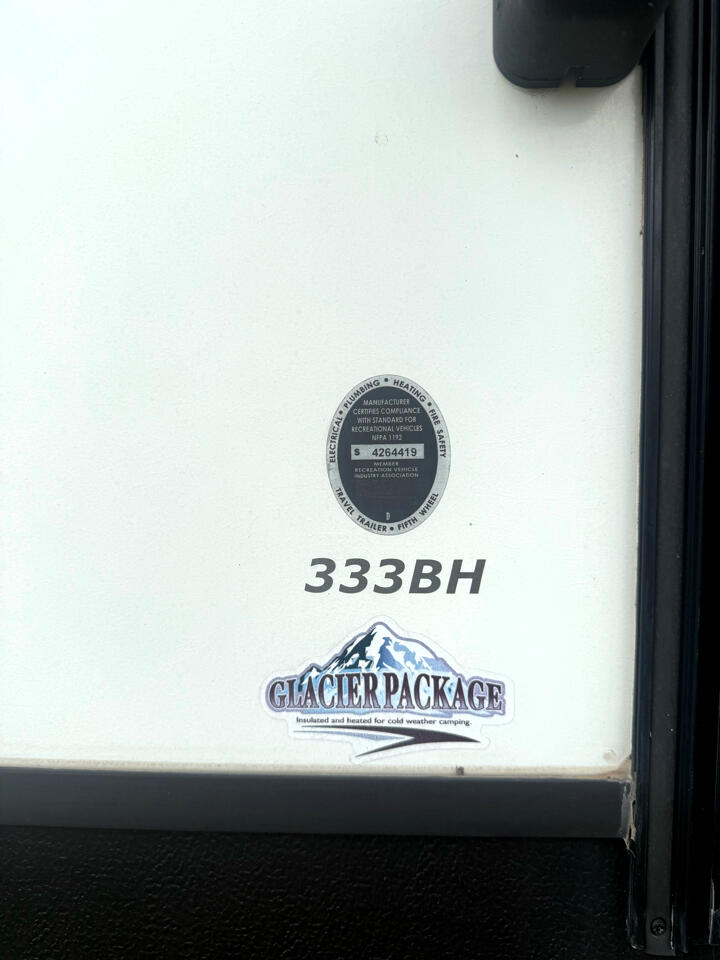 ELECTRICAL • PLUMBING • HEATING • FIRE SAFETY
MANUFACTURER
CERTIFIES COMPLIANCE
WITH STANDARD FOR
RECREATIONAL VEHICLES
NFPA 1192
S 4264419
MEMBER
RECREATION VEHICLE
INDUSTRY ASSOCIATION
D
TRAVEL TRAILER • FIFTH WHEEL
333BH
GLACIER PACKAGE
Insulated and heated for cold weather camping.